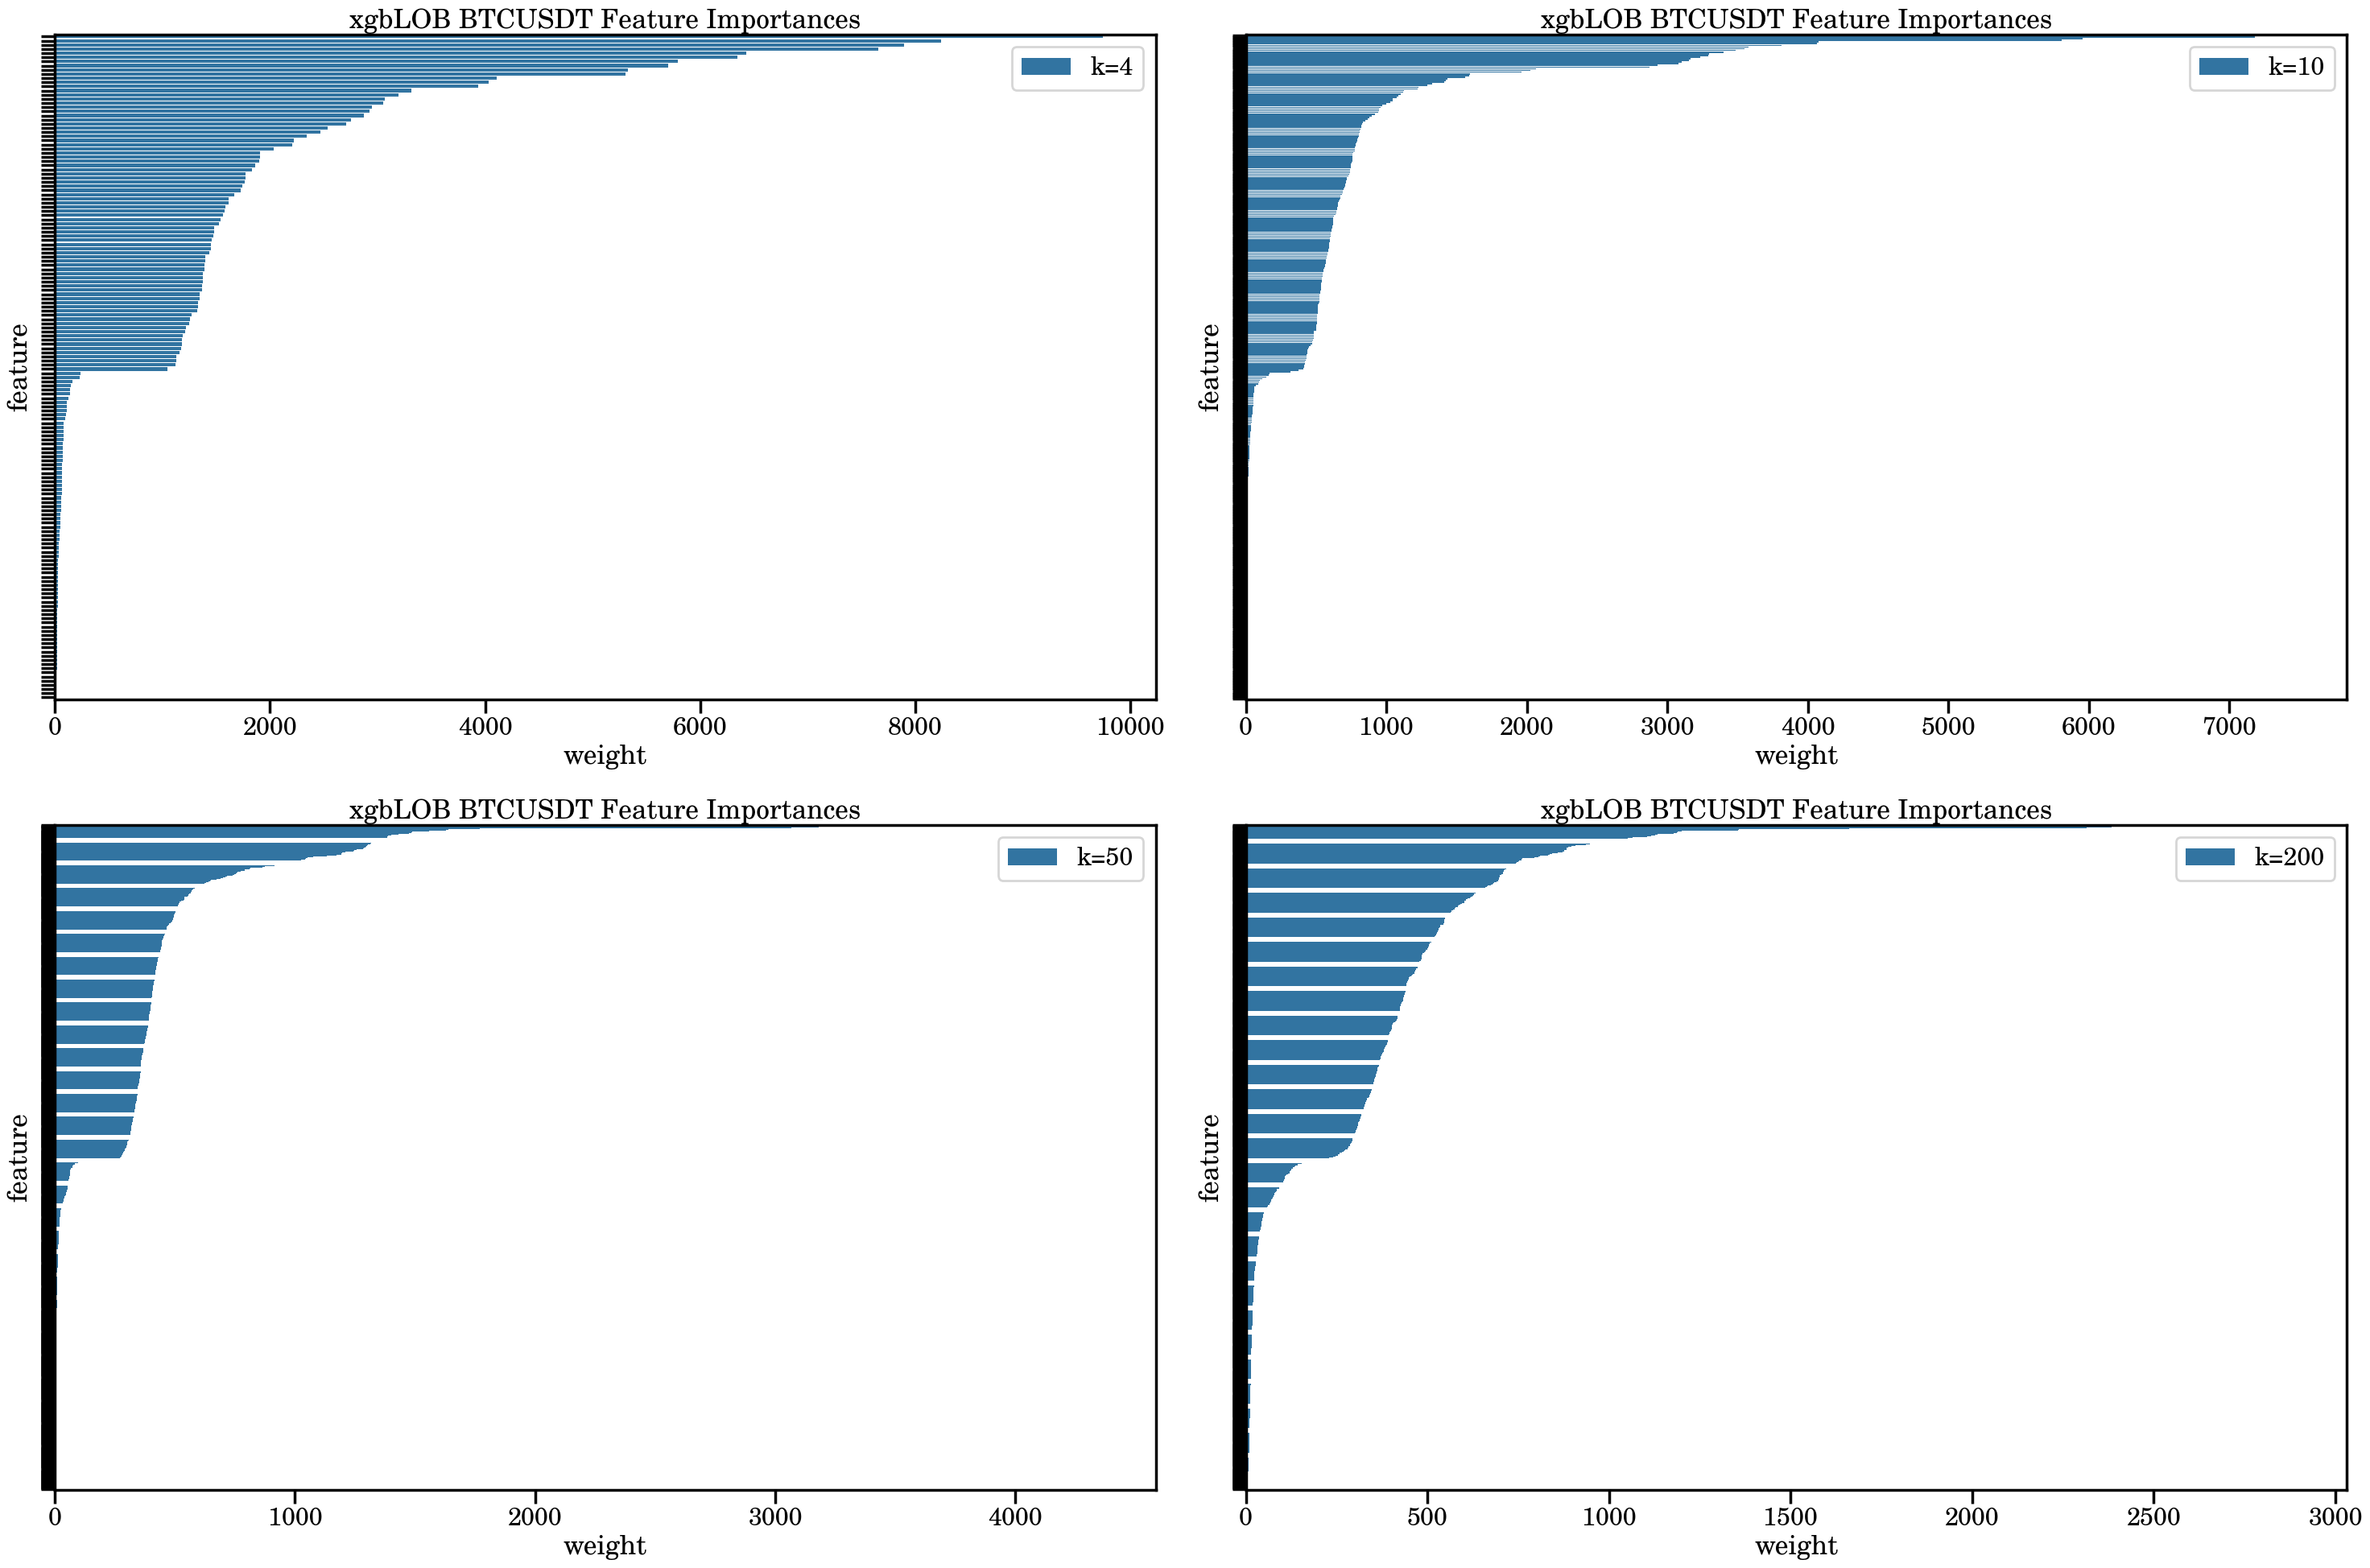 xgbLOB BTCUSDT Feature Importances
k=4
feature
0 2000 4000 6000 8000 10000
weight
xgbLOB BTCUSDT Feature Importances
k=10
feature
0 1000 2000 3000 4000 5000 6000 7000
weight
xgbLOB BTCUSDT Feature Importances
k=50
feature
0 1000 2000 3000 4000
weight
xgbLOB BTCUSDT Feature Importances
k=200
feature
0 500 1000 1500 2000 2500 3000
weight